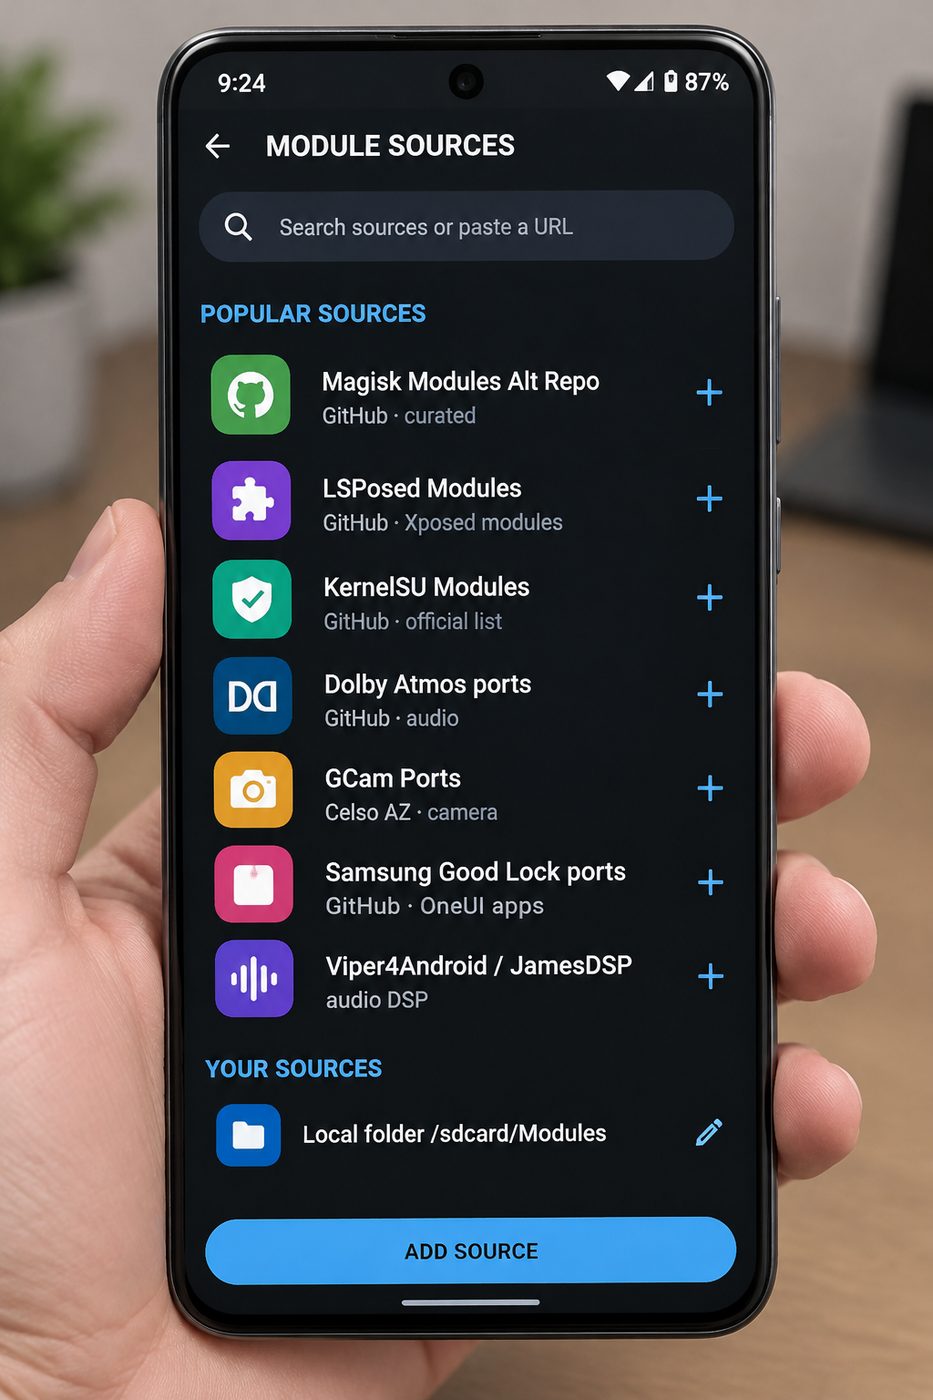 9:24
87%
MODULE SOURCES
Search sources or paste a URL
POPULAR SOURCES
Magisk Modules Alt Repo
GitHub · curated
LSPosed Modules
GitHub · Xposed modules
KernelSU Modules
GitHub · official list
Dolby Atmos ports
GitHub · audio
GCam Ports
Celso AZ · camera
Samsung Good Lock ports
GitHub · OneUI apps
Viper4Android / JamesDSP
audio DSP
YOUR SOURCES
Local folder /sdcard/Modules
ADD SOURCE